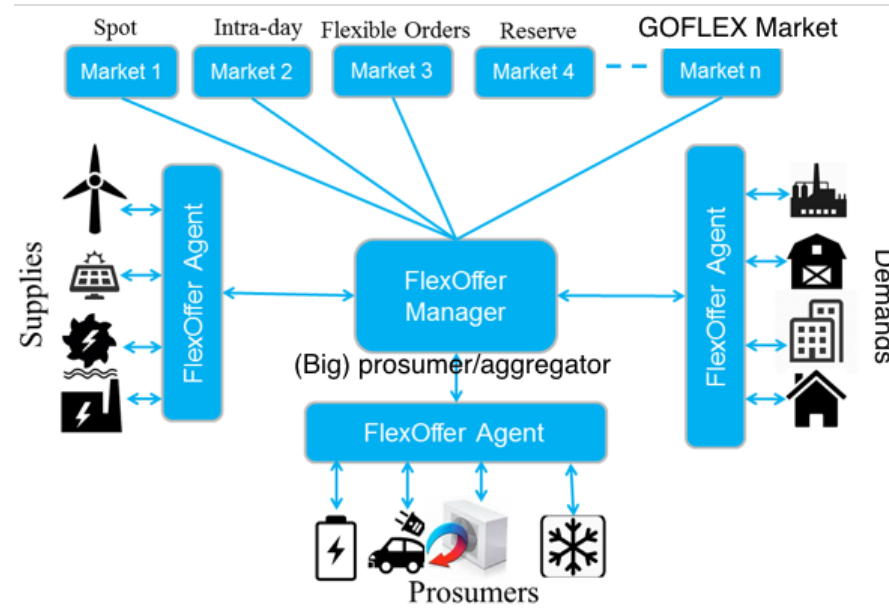 Spot
Intra-day
Flexible Orders
Reserve
GOFLEX Market
Market 1
Market 2
Market 3
Market 4
Market n
Supplies
FlexOffer Agent
FlexOffer
Manager
(Big) prosumer/aggregator
FlexOffer Agent
Demands
FlexOffer Agent
Prosumers